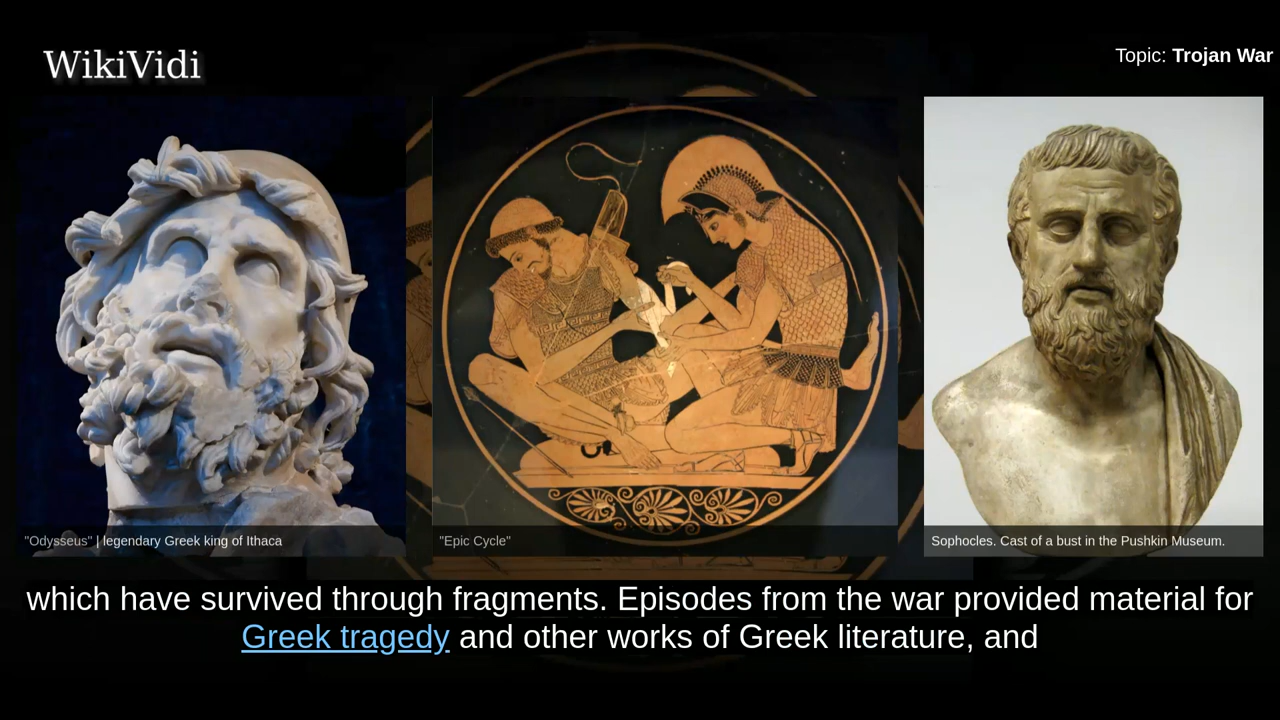 WikiVidi
Topic: Trojan War
"Odysseus" | legendary Greek king of Ithaca
"Epic Cycle"
Sophocles. Cast of a bust in the Pushkin Museum.
which have survived through fragments. Episodes from the war provided material for
Greek tragedy and other works of Greek literature, and